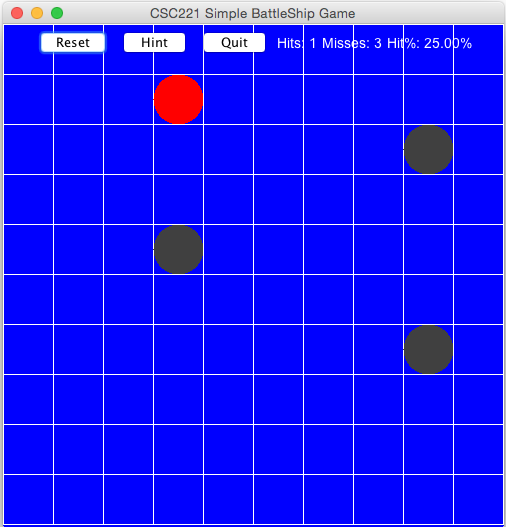 CSC221 Simple BattleShip Game
Reset Hint Quit Hits: 1 Misses: 3 Hit%: 25.00%